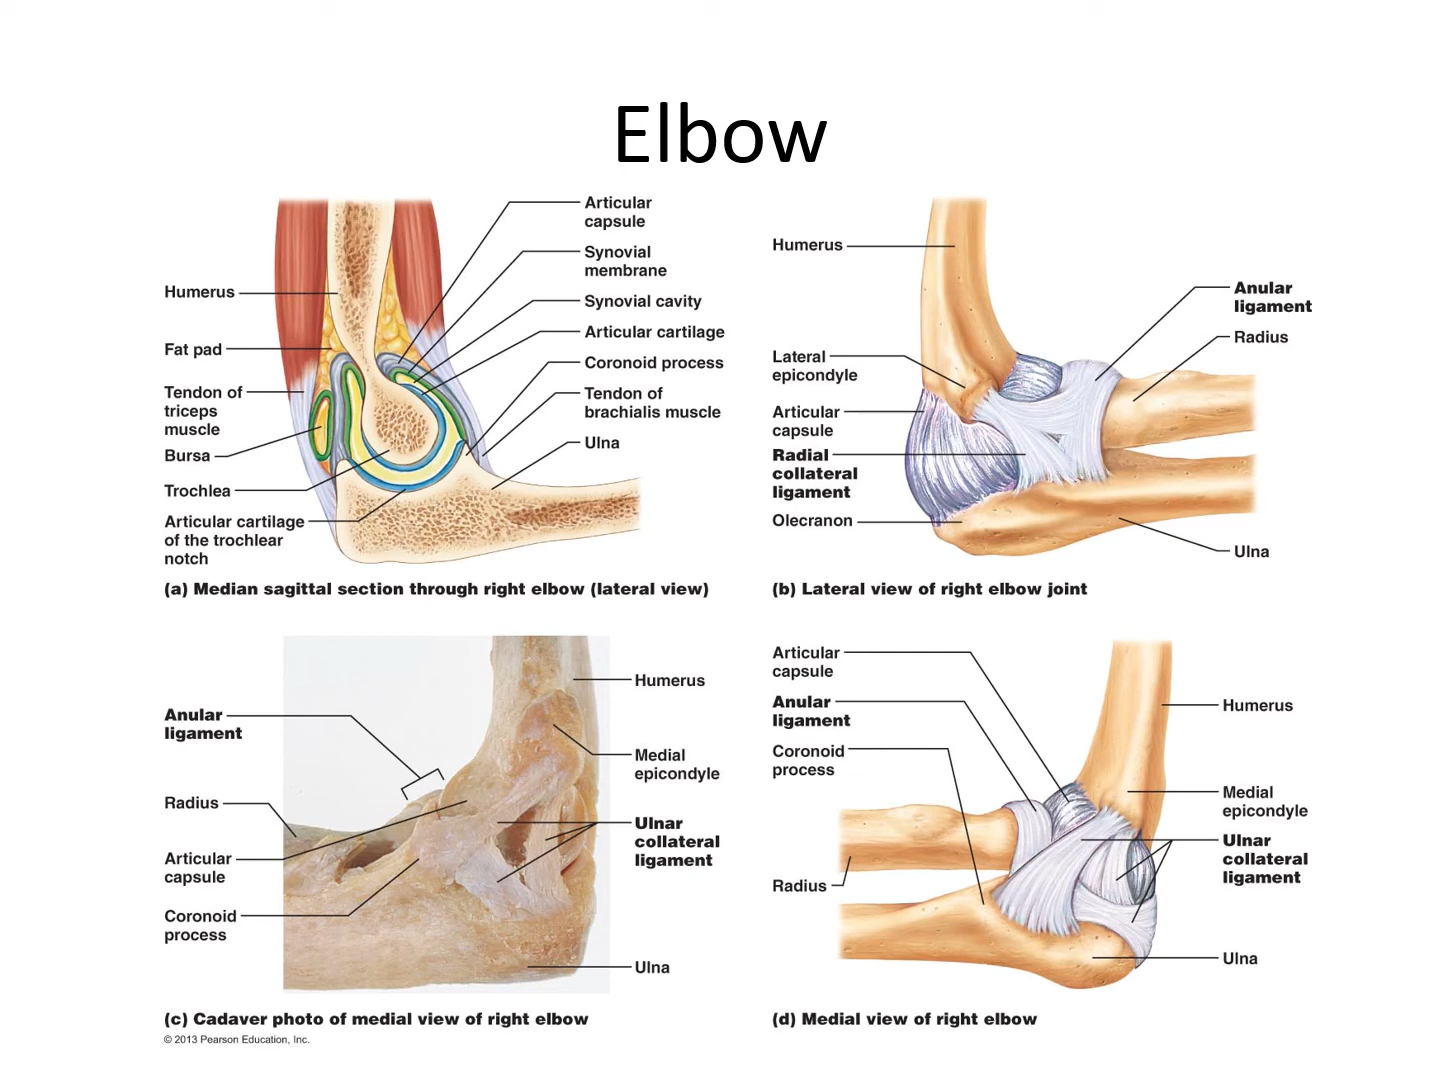 Elbow
Humerus
Fat pad
Tendon of
triceps
muscle
Bursa
Trochlea
Articular cartilage
of the trochlear
notch
Articular
capsule
Synovial
membrane
Synovial cavity
Articular cartilage
Coronoid process
Tendon of
brachialis muscle
Ulna
(a) Median sagittal section through right elbow (lateral view)
Humerus
Lateral
epicondyle
Articular
capsule
Radial
collateral
ligament
Olecranon
Anular
ligament
Radius
Ulna
(b) Lateral view of right elbow joint
Anular
ligament
Radius
Articular
capsule
Coronoid
process
Humerus
Medial
epicondyle
Ulnar
collateral
ligament
Ulna
(c) Cadaver photo of medial view of right elbow
© 2013 Pearson Education, Inc.
Articular
capsule
Anular
ligament
Coronoid
process
Radius
Humerus
Medial
epicondyle
Ulnar
collateral
ligament
Ulna
(d) Medial view of right elbow